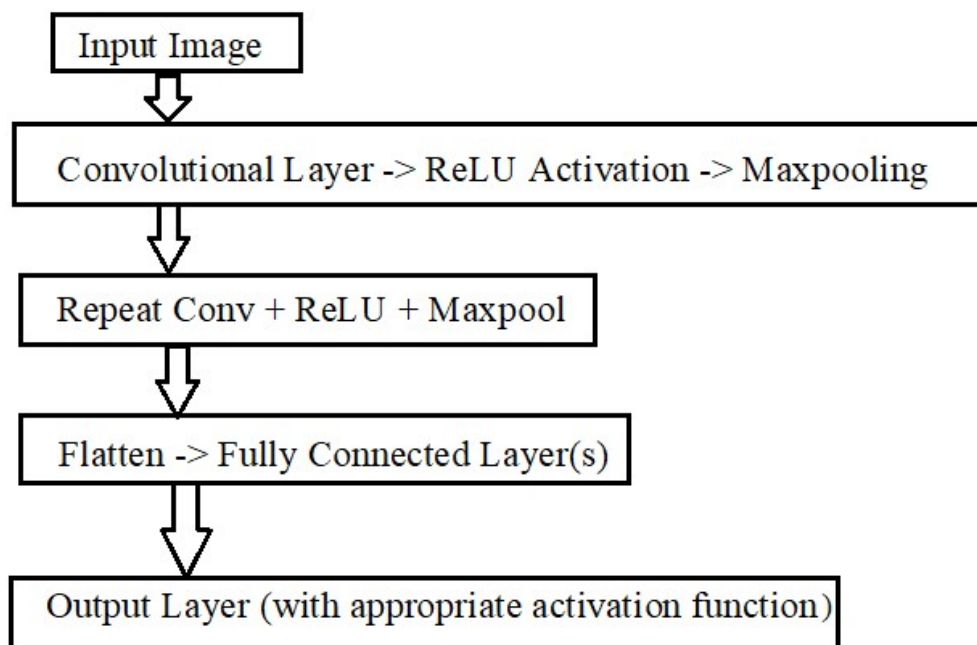 Input Image
Convolutional Layer -> ReLU Activation -> Maxpooling
Repeat Conv + ReLU + Maxpool
Flatten -> Fully Connected Layer(s)
Output Layer (with appropriate activation function)